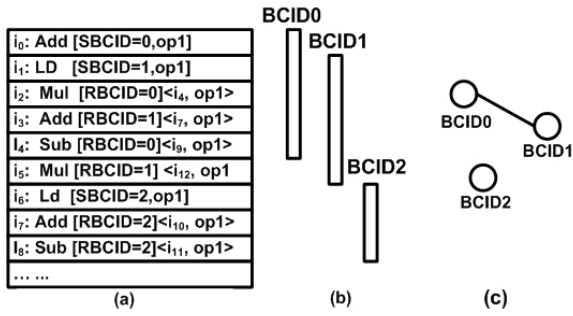 i₀: Add [SBCID=0,op1]
i₁: LD [SBCID=1,op1]
i₂: Mul [RBCID=0]<i₄, op1>
i₃: Add [RBCID=1]<i₇, op1>
I₄: Sub [RBCID=0]<i₉, op1>
i₅: Mul [RBCID=1] <i₁₂, op1
i₆: Ld [SBCID=2,op1]
i₇: Add [RBCID=2]<i₁₀, op1>
I₈: Sub [RBCID=2]<i₁₁, op1>
... ...
(a)
BCID0
BCID1
BCID2
(b)
BCID0
BCID1
BCID2
(c)